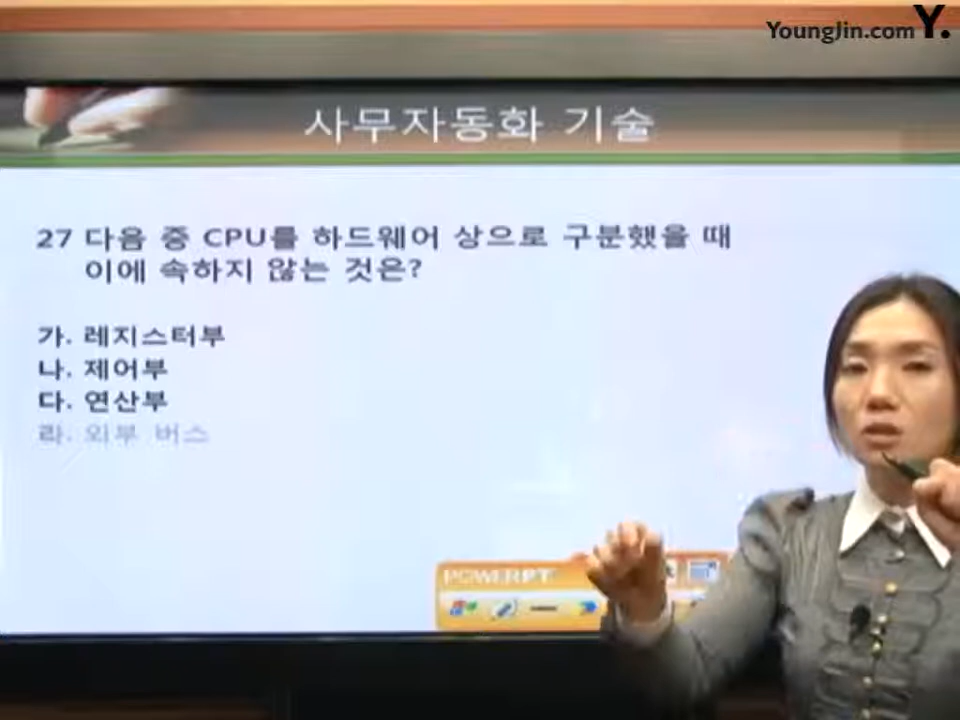 YoungJin.com Y.
사무자동화 기술
27 다음 중 CPU를 하드웨어 상으로 구분했을 때
이에 속하지 않는 것은?
가. 레지스터부
나. 제어부
다. 연산부
라. 외부 버스
POWERPT